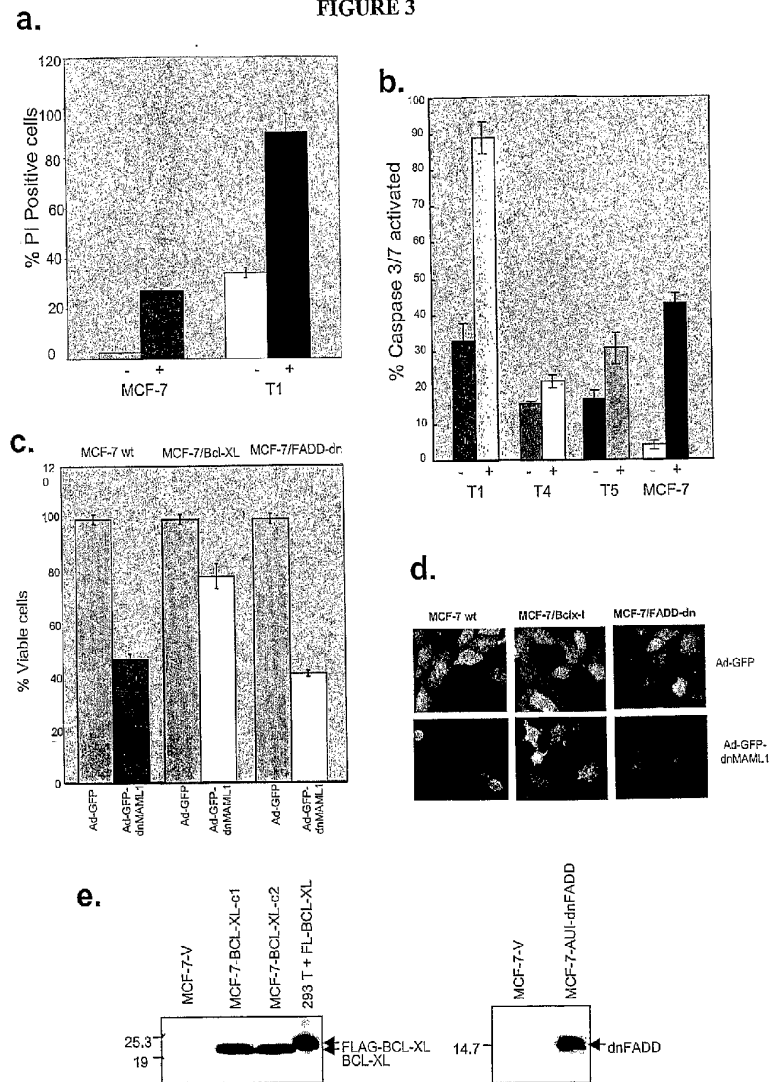 FIGURE 3
a.
120
100
80
60
40
20
0
% PI Positive cells
- + - +
MCF-7 T1
b.
100
90
80
70
60
50
40
30
20
10
0
% Caspase 3/7 activated
- + - + - + - +
T1 T4 T5 MCF-7
c.
MCF-7 wt MCF-7/Bcl-XL MCF-7/FADD-dn
12
0
100
80
60
40
20
0
% Viable cells
Ad-GFP
Ad-GFP-
dnMAML1
Ad-GFP
Ad-GFP-
dnMAML1
Ad-GFP
Ad-GFP-
dnMAML1
d.
MCF-7 wt MCF-7/Bclx-l MCF-7/FADD-dn
Ad-GFP
Ad-GFP-
dnMAML1
e.
MCF-7-V
MCF-7-BCL-XL-c1
MCF-7-BCL-XL-c2
293 T + FL-BCL-XL
25.3
19
FLAG-BCL-XL
BCL-XL
MCF-7-V
MCF-7-AUI-dnFADD
14.7
dnFADD